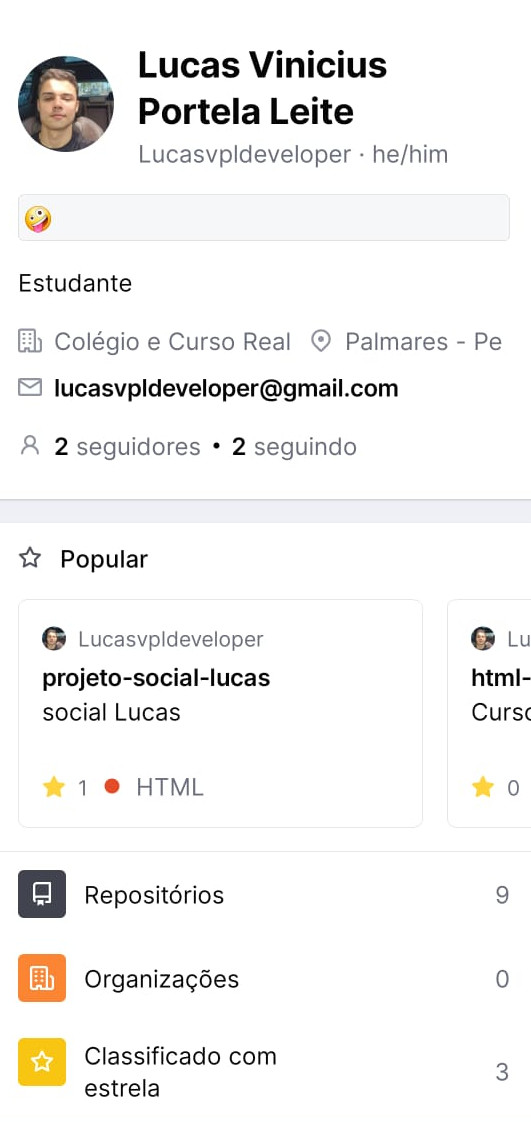 Lucas Vinicius
Portela Leite
Lucasvpldeveloper · he/him
🤪
Estudante
Colégio e Curso Real Palmares - Pe
lucasvpldeveloper@gmail.com
2 seguidores • 2 seguindo
Popular
Lucasvpldeveloper
projeto-social-lucas
social Lucas
1 HTML
Lu
html-
Curso
0
Repositórios 9
Organizações 0
Classificado com
estrela 3